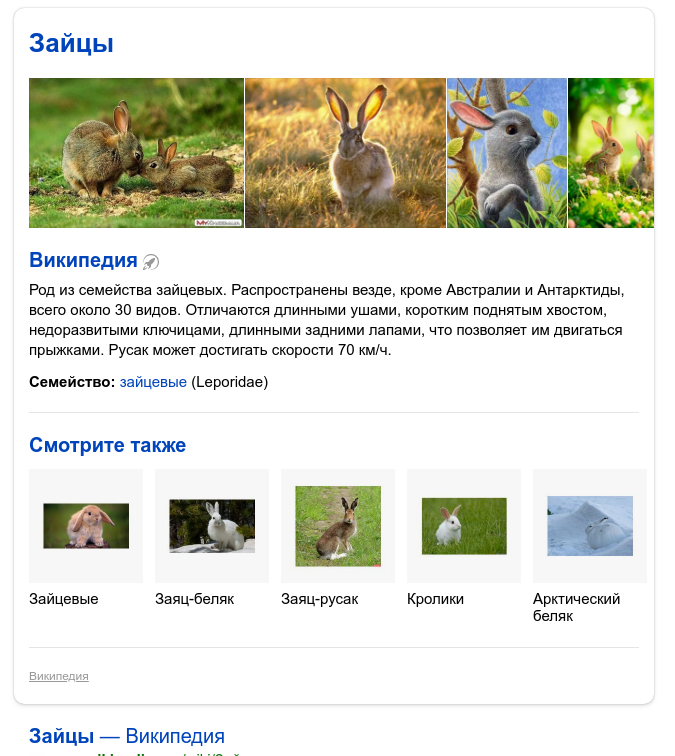 Зайцы
Википедия
Род из семейства зайцевых. Распространены везде, кроме Австралии и Антарктиды,
всего около 30 видов. Отличаются длинными ушами, коротким поднятым хвостом,
недоразвитыми ключицами, длинными задними лапами, что позволяет им двигаться
прыжками. Русак может достигать скорости 70 км/ч.
Семейство: зайцевые (Leporidae)
Смотрите также
Зайцевые
Заяц-беляк
Заяц-русак
Кролики
Арктический
беляк
Википедия
Зайцы — Википедия